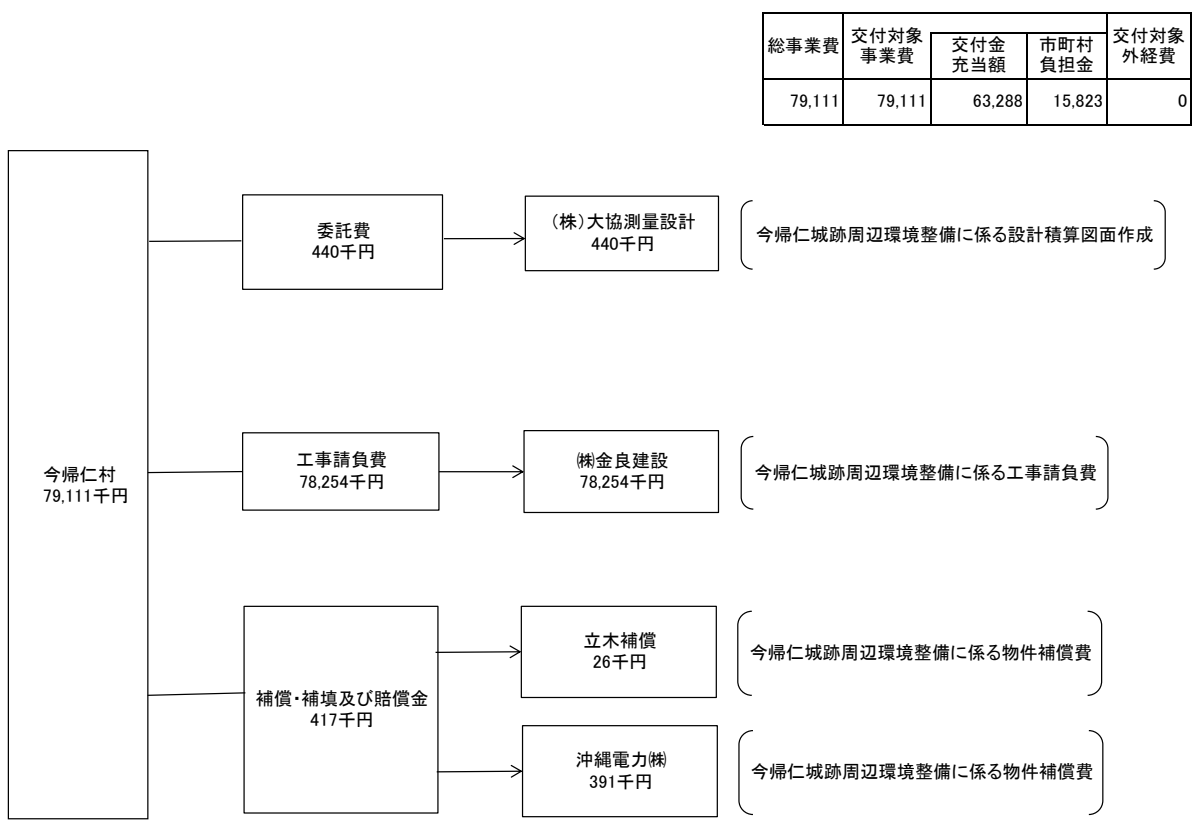 総事業費
交付対象
事業費
交付金
充当額
市町村
負担金
交付対象
外経費
79,111 79,111 63,288 15,823 0
今帰仁村
79,111千円
委託費
440千円
(株)大協測量設計
440千円
今帰仁城跡周辺環境整備に係る設計積算図面作成
工事請負費
78,254千円
㈱金良建設
78,254千円
今帰仁城跡周辺環境整備に係る工事請負費
補償・補填及び賠償金
417千円
立木補償
26千円
今帰仁城跡周辺環境整備に係る物件補償費
沖縄電力㈱
391千円
今帰仁城跡周辺環境整備に係る物件補償費